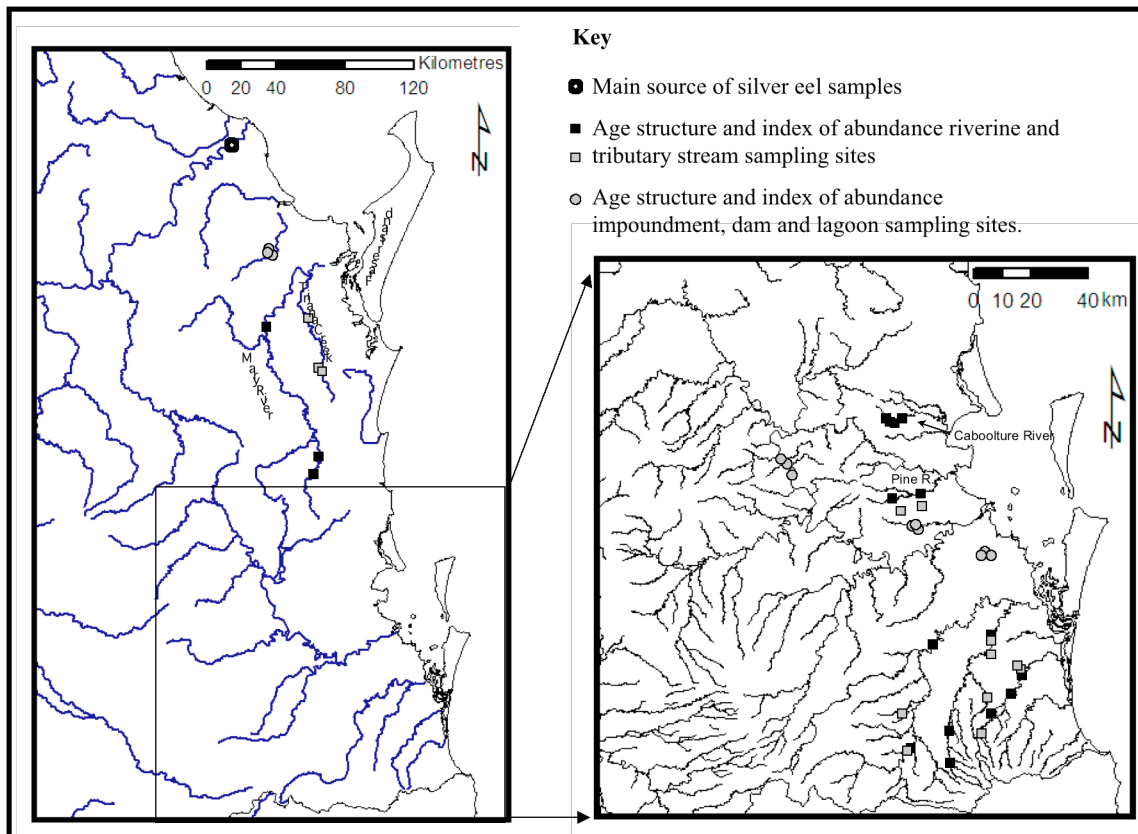 Key
Main source of silver eel samples
Age structure and index of abundance riverine and
tributary stream sampling sites
Age structure and index of abundance
impoundment, dam and lagoon sampling sites.
Kilometres
0 20 40 80 120
N
Mary River
0 10 20 40 km
N
Caboolture River
Pine R.